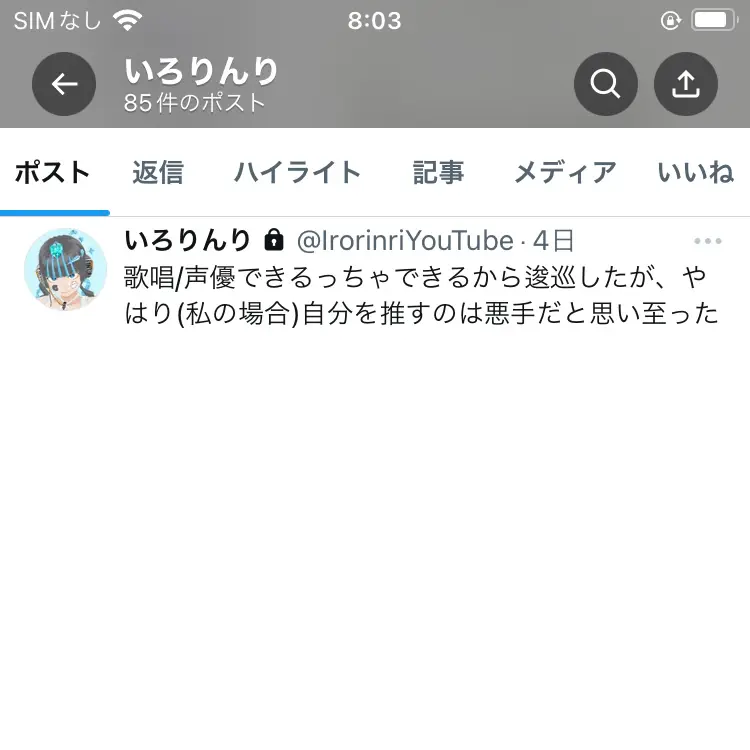 SIMなし 8:03
いろりんり
85件のポスト
ポスト 返信 ハイライト 記事 メディア いいね
いろりんり @IrorinriYouTube · 4日
歌唱/声優できるっちゃできるから逡巡したが、や
はり(私の場合)自分を推すのは悪手だと思い至った